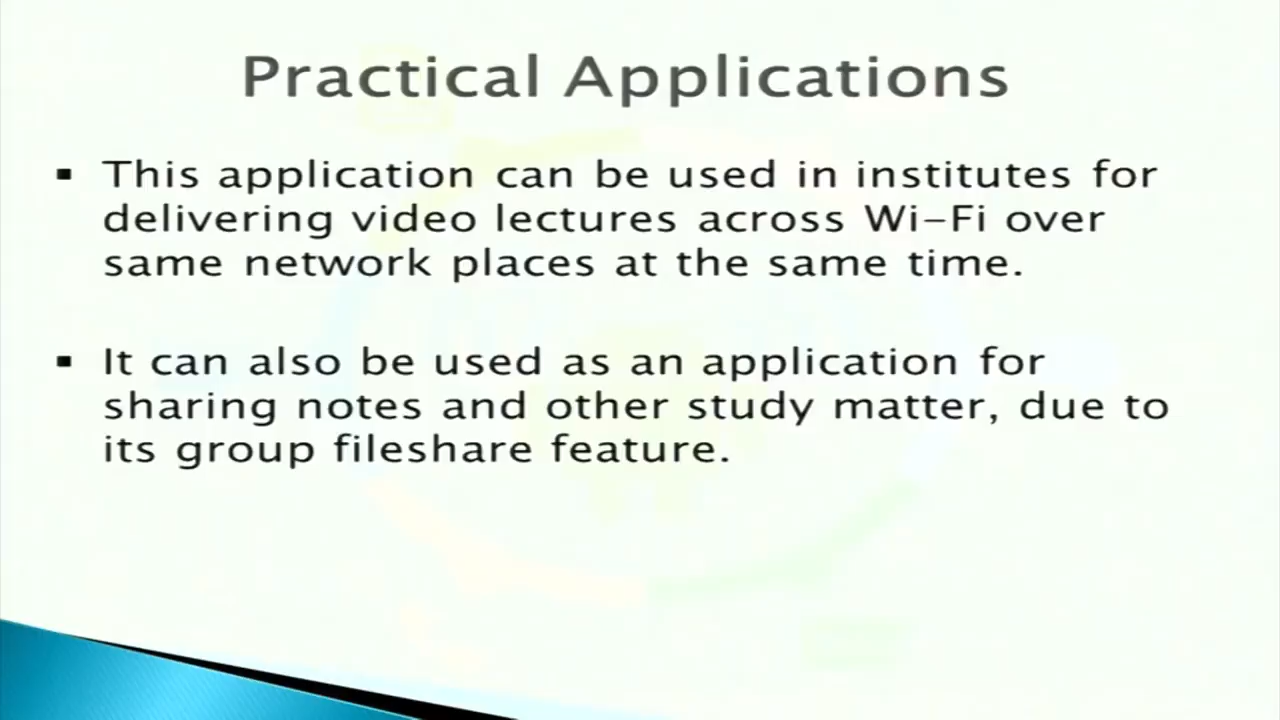 Practical Applications
▪ This application can be used in institutes for
delivering video lectures across Wi-Fi over
same network places at the same time.
▪ It can also be used as an application for
sharing notes and other study matter, due to
its group fileshare feature.